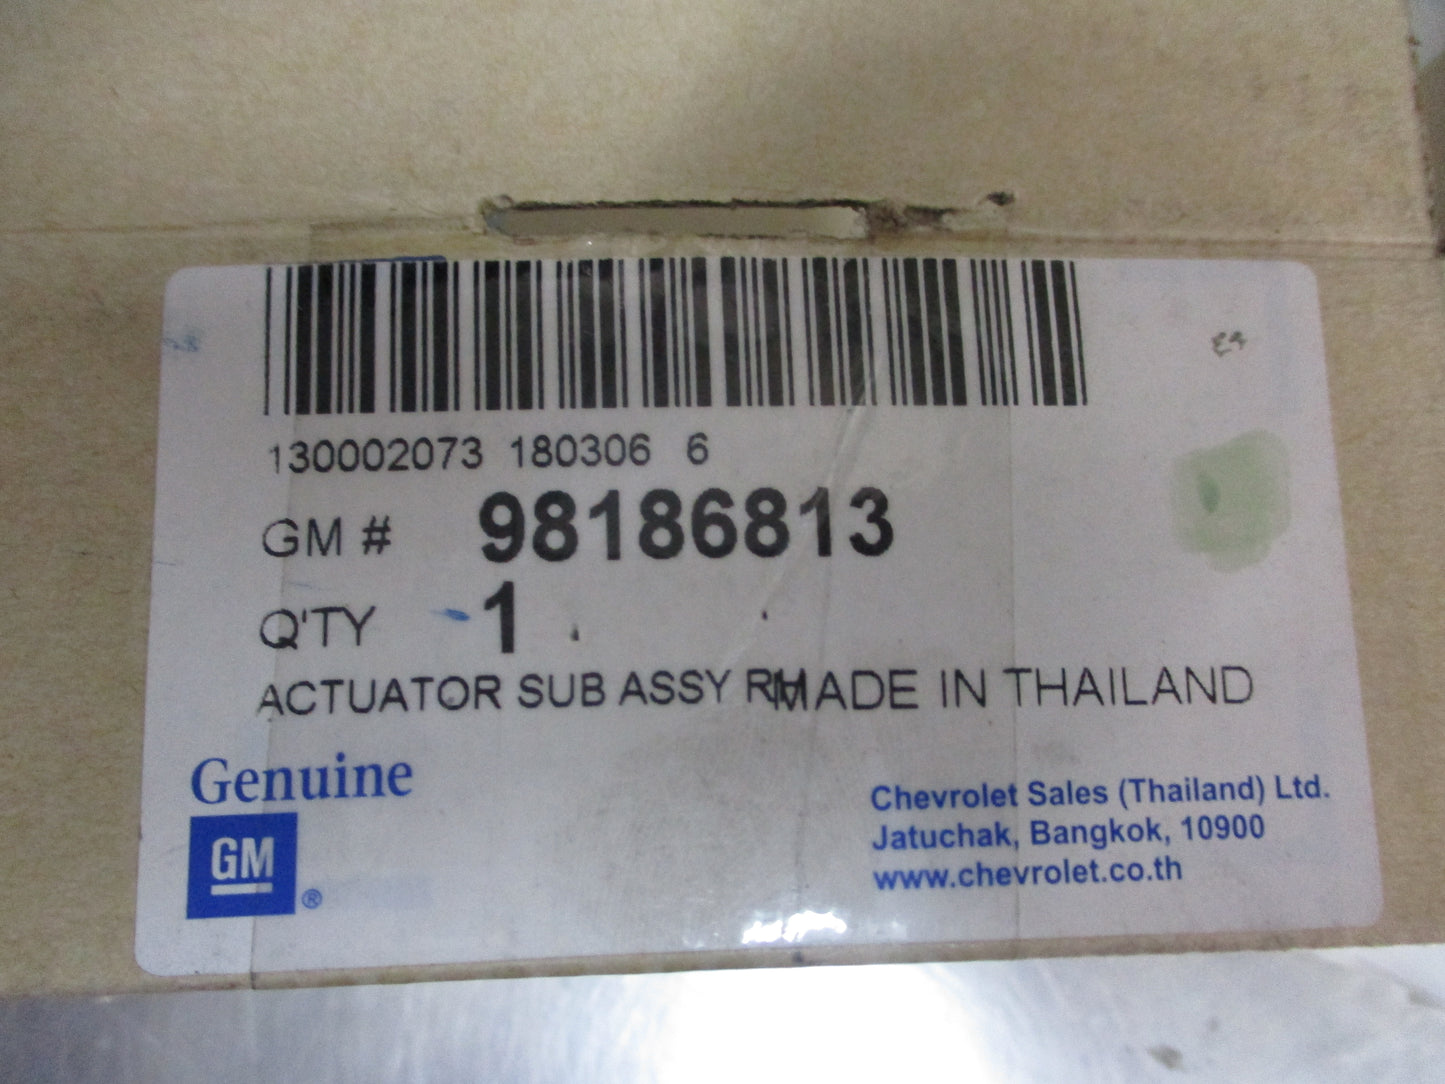 130002073 180306 6
GM # 98186813
Q'TY 1
ACTUATOR SUB ASSY MADE IN THAILAND
Genuine
GM ®
Chevrolet Sales (Thailand) Ltd.
Jatuchak, Bangkok, 10900
www.chevrolet.co.th